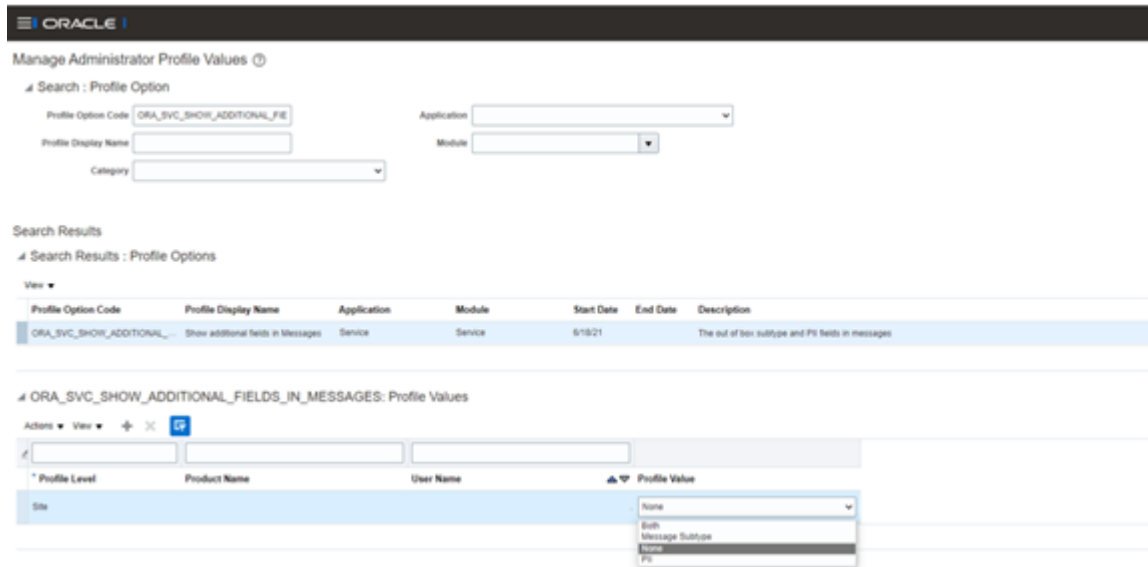 ORACLE
Manage Administrator Profile Values
Search : Profile Option
Profile Option Code ORA_SVC_SHOW_ADDITIONAL_FIE Application
Profile Display Name Module
Category
Search Results
Search Results : Profile Options
View
Profile Option Code Profile Display Name Application Module Start Date End Date Description
ORA_SVC_SHOW_ADDITIONAL_... Show additional fields in Messages Service Service 6/18/21 The out of box subtype and PII fields in messages
ORA_SVC_SHOW_ADDITIONAL_FIELDS_IN_MESSAGES: Profile Values
Actions View
* Profile Level Product Name User Name Profile Value
Site None
Both
Message Subtype
None
PII